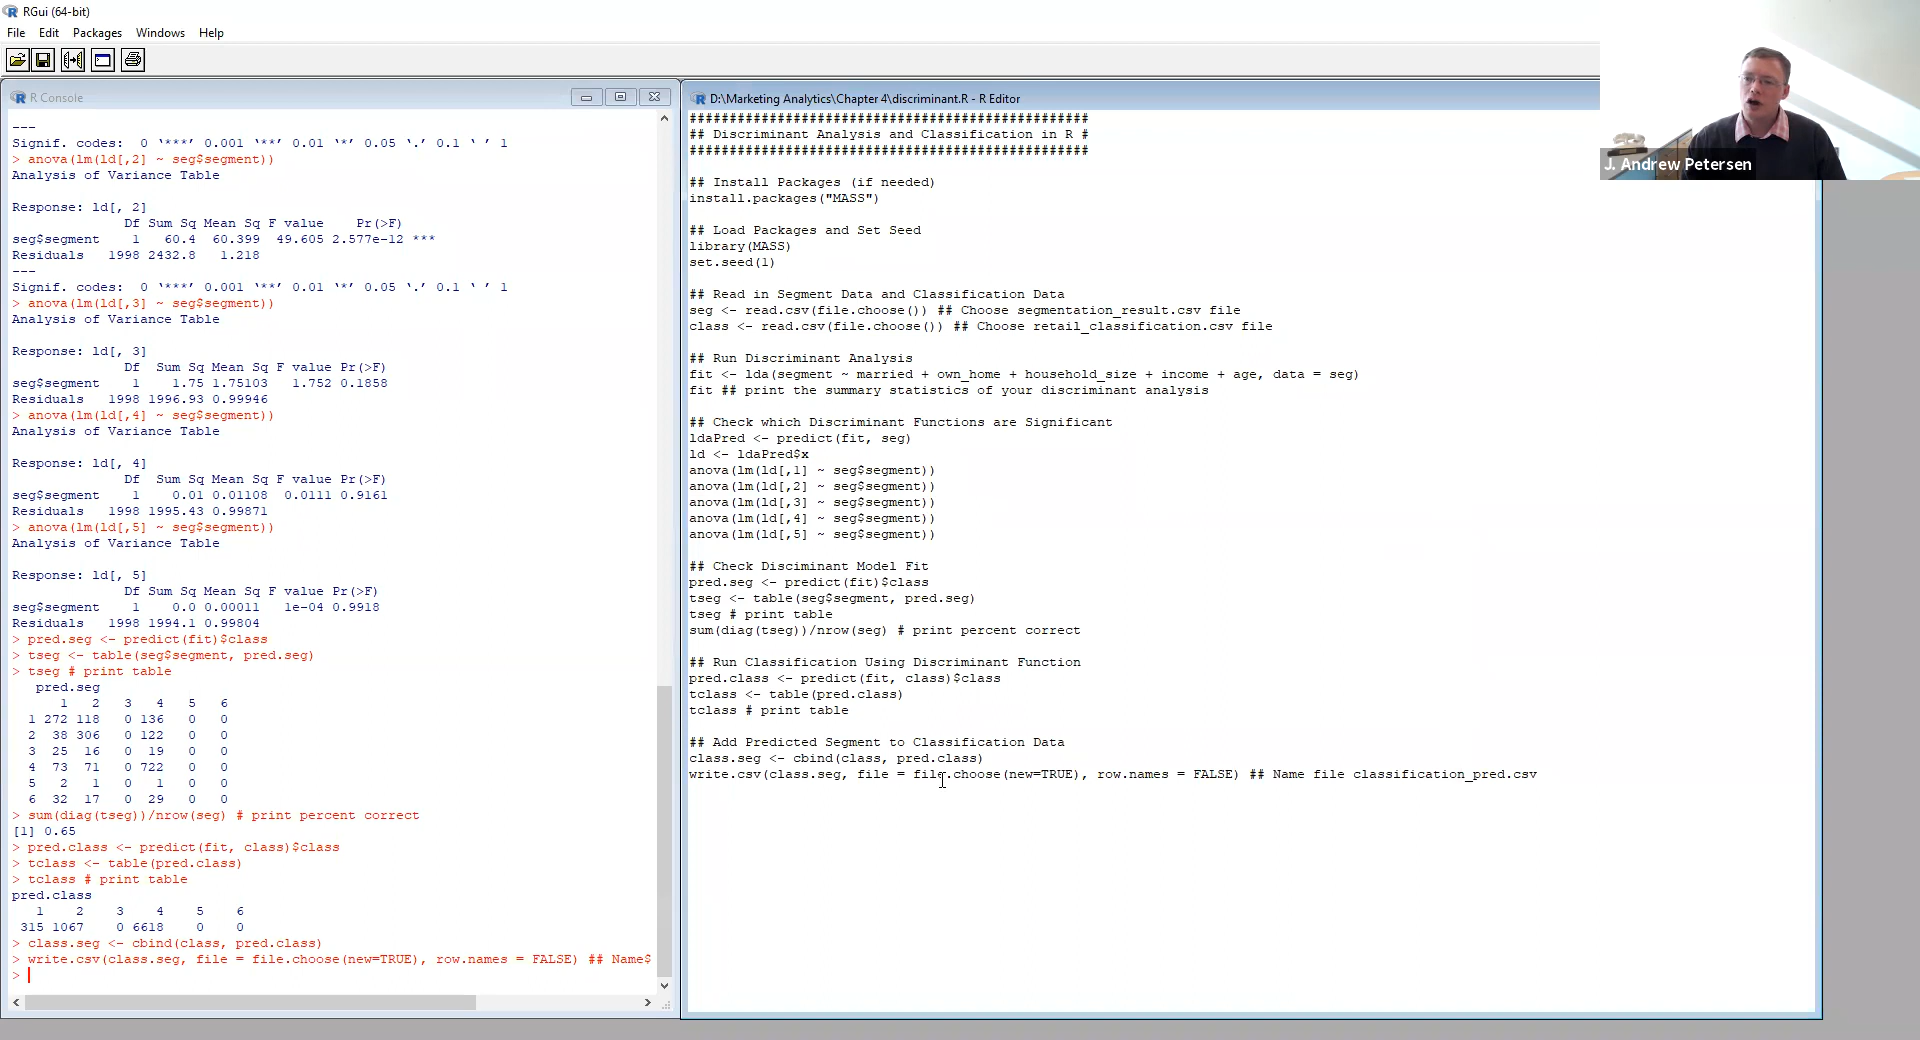 RGui (64-bit)
File Edit Packages Windows Help
R Console
---
Signif. codes:  0 ‘***’ 0.001 ‘**’ 0.01 ‘*’ 0.05 ‘.’ 0.1 ‘ ’ 1
> anova(lm(ld[,2] ~ seg$segment))
Analysis of Variance Table
Response: ld[, 2]
Df Sum Sq Mean Sq F value    Pr(>F)
seg$segment   1   60.4  60.399  49.605 2.577e-12 ***
Residuals   1998 2432.8   1.218
---
Signif. codes:  0 ‘***’ 0.001 ‘**’ 0.01 ‘*’ 0.05 ‘.’ 0.1 ‘ ’ 1
> anova(lm(ld[,3] ~ seg$segment))
Analysis of Variance Table
Response: ld[, 3]
Df  Sum Sq Mean Sq F value Pr(>F)
seg$segment   1    1.75 1.75103   1.752 0.1858
Residuals   1998 1996.93 0.99946
> anova(lm(ld[,4] ~ seg$segment))
Analysis of Variance Table
Response: ld[, 4]
Df  Sum Sq Mean Sq F value Pr(>F)
seg$segment   1    0.01 0.01108  0.0111 0.9161
Residuals   1998 1995.43 0.99871
> anova(lm(ld[,5] ~ seg$segment))
Analysis of Variance Table
Response: ld[, 5]
Df Sum Sq Mean Sq F value Pr(>F)
seg$segment   1    0.0 0.00011   1e-04 0.9918
Residuals   1998 1994.1 0.99804
> pred.seg <- predict(fit)$class
> tseg <- table(seg$segment, pred.seg)
> tseg # print table
pred.seg
1   2   3   4   5   6
1 272 118   0 136   0   0
2  38 306   0 122   0   0
3  25  16   0  19   0   0
4  73  71   0 722   0   0
5   2   1   0   1   0   0
6  32  17   0  29   0   0
> sum(diag(tseg))/nrow(seg) # print percent correct
[1] 0.65
> pred.class <- predict(fit, class)$class
> tclass <- table(pred.class)
> tclass # print table
pred.class
1    2    3    4    5    6
315 1067    0 6618    0    0
> class.seg <- cbind(class, pred.class)
> write.csv(class.seg, file = file.choose(new=TRUE), row.names = FALSE) ## Name$
>
D:\Marketing Analytics\Chapter 4\discriminant.R - R Editor
##################################################
## Discriminant Analysis and Classification in R #
##################################################
## Install Packages (if needed)
install.packages("MASS")
## Load Packages and Set Seed
library(MASS)
set.seed(1)
## Read in Segment Data and Classification Data
seg <- read.csv(file.choose()) ## Choose segmentation_result.csv file
class <- read.csv(file.choose()) ## Choose retail_classification.csv file
## Run Discriminant Analysis
fit <- lda(segment ~ married + own_home + household_size + income + age, data = seg)
fit ## print the summary statistics of your discriminant analysis
## Check which Discriminant Functions are Significant
ldaPred <- predict(fit, seg)
ld <- ldaPred$x
anova(lm(ld[,1] ~ seg$segment))
anova(lm(ld[,2] ~ seg$segment))
anova(lm(ld[,3] ~ seg$segment))
anova(lm(ld[,4] ~ seg$segment))
anova(lm(ld[,5] ~ seg$segment))
## Check Disciminant Model Fit
pred.seg <- predict(fit)$class
tseg <- table(seg$segment, pred.seg)
tseg # print table
sum(diag(tseg))/nrow(seg) # print percent correct
## Run Classification Using Discriminant Function
pred.class <- predict(fit, class)$class
tclass <- table(pred.class)
tclass # print table
## Add Predicted Segment to Classification Data
class.seg <- cbind(class, pred.class)
write.csv(class.seg, file = file.choose(new=TRUE), row.names = FALSE) ## Name file classification_pred.csv
J. Andrew Petersen